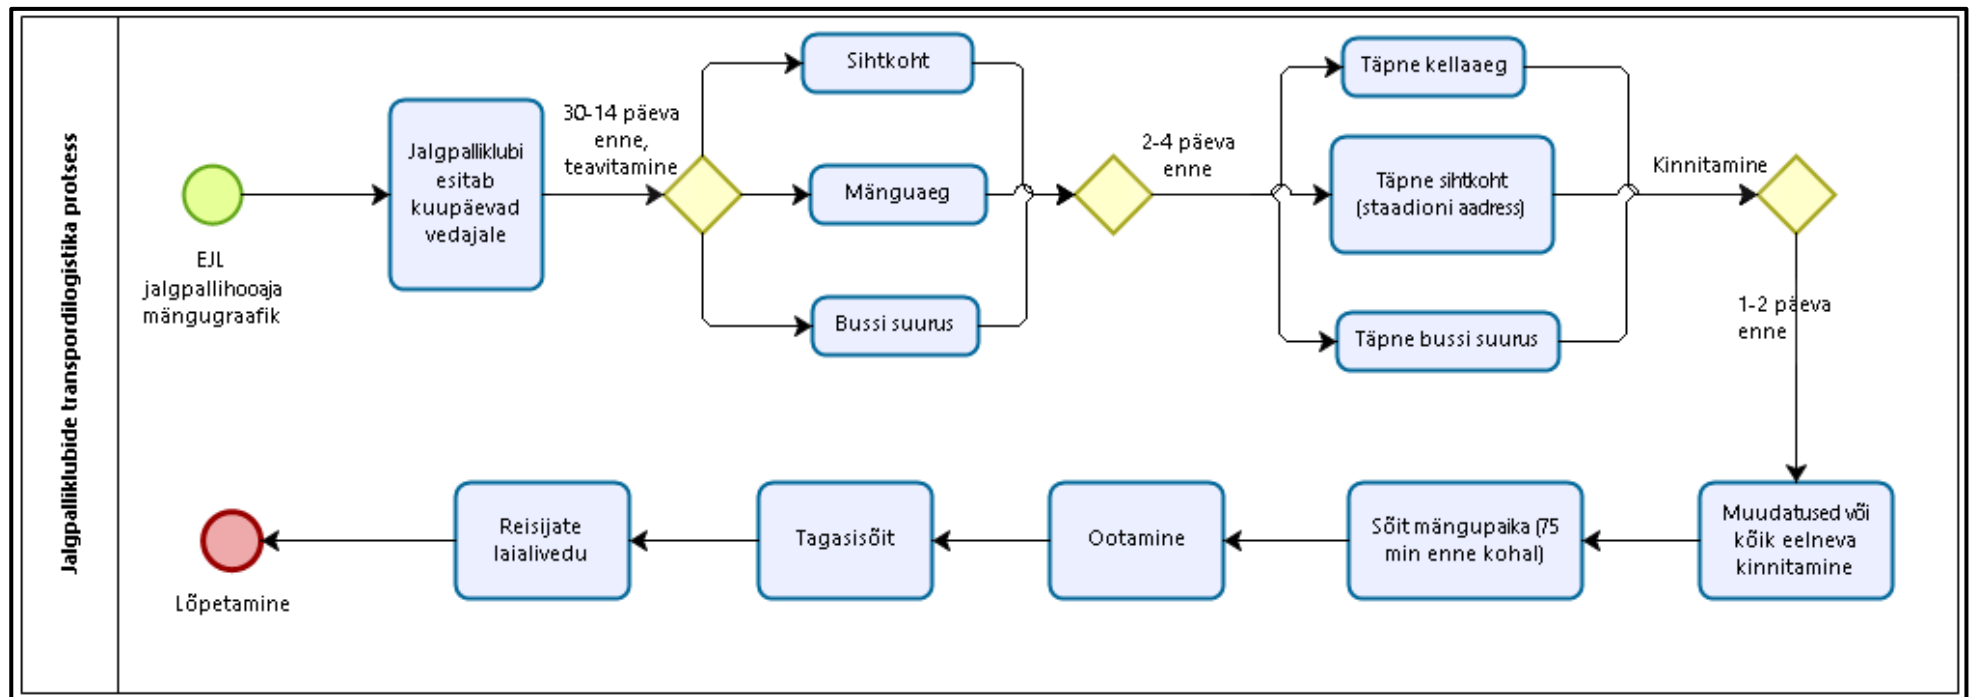 Jalgpalliklubide transpordilogistika protsess
EJL
jalgpallihooaja
mängugraafik
Jalgpalliklubi
esitab
kuupäevad
vedajale
30-14 päeva
enne,
teavitamine
Sihtkoht
Mänguaeg
Bussi suurus
2-4 päeva
enne
Täpne kellaaeg
Täpne sihtkoht
(staadioni aadress)
Täpne bussi suurus
Kinnitamine
1-2 päeva
enne
Muudatused või
kõik eelneva
kinnitamine
Sõit mängupaika (75
min enne kohal)
Ootamine
Tagasisõit
Reisijate
laialivedu
Lõpetamine